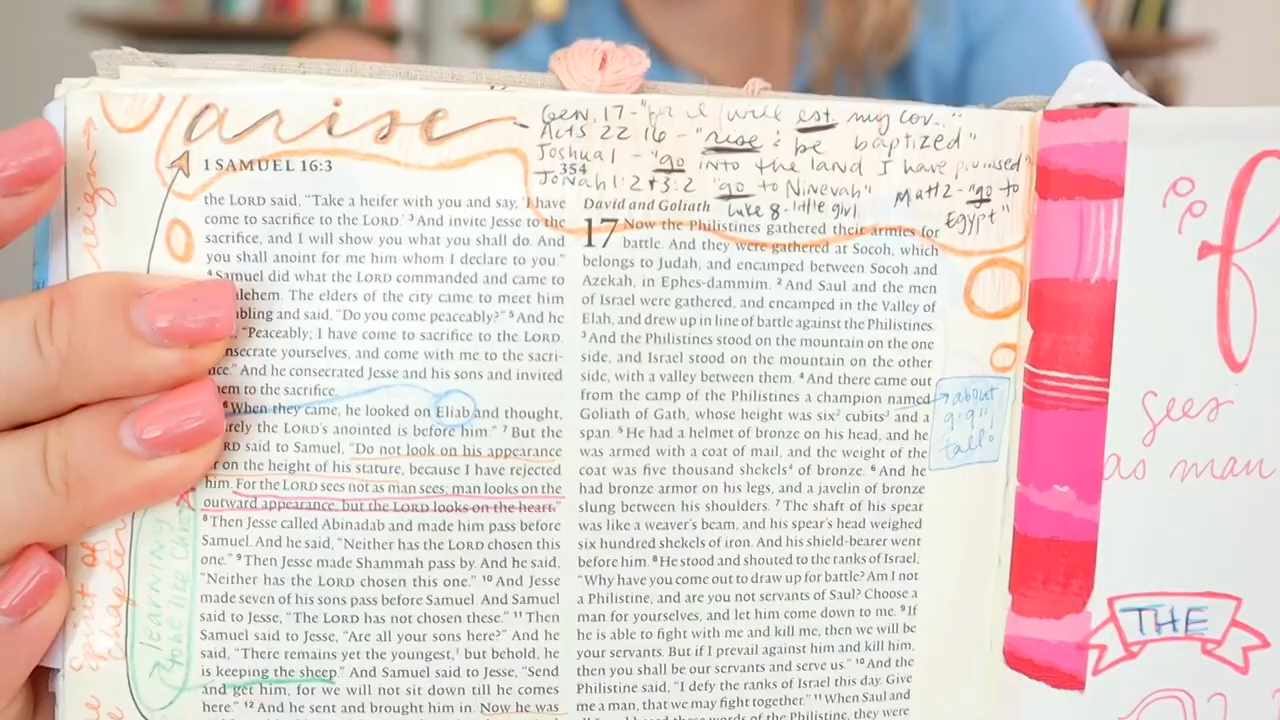 arise
Gen. 17 - "for I will est. my cov.."
Acts 22 16 - "rise & be baptized"
Joshua 1 - "go into the land I have promised"
Jonah 1:2 + 3:2 "go to Ninevah" Matt 2 - "go to Egypt"
Luke 8 - little girl
1 SAMUEL 16:3
354
the LORD said, "Take a heifer with you and say, 'I have
come to sacrifice to the LORD.' 3 And invite Jesse to the
sacrifice, and I will show you what you shall do. And
you shall anoint for me him whom I declare to you."
4 Samuel did what the LORD commanded and came to
lehem. The elders of the city came to meet him
bling and said, "Do you come peaceably?" 5 And he
"Peaceably; I have come to sacrifice to the LORD.
nsecrate yourselves, and come with me to the sacri-
ce." And he consecrated Jesse and his sons and invited
em to the sacrifice.
6 When they came, he looked on Eliab and thought,
rely the LORD's anointed is before him." 7 But the
RD said to Samuel, "Do not look on his appearance
r on the height of his stature, because I have rejected
him. For the LORD sees not as man sees: man looks on the
outward appearance, but the LORD looks on the heart."
8 Then Jesse called Abinadab and made him pass before
Samuel. And he said, "Neither has the LORD chosen this
one." 9 Then Jesse made Shammah pass by. And he said,
"Neither has the LORD chosen this one." 10 And Jesse
made seven of his sons pass before Samuel. And Samuel
said to Jesse, "The LORD has not chosen these." 11 Then
Samuel said to Jesse, "Are all your sons here?" And he
said, "There remains yet the youngest, but behold, he
is keeping the sheep." And Samuel said to Jesse, "Send
and get him, for we will not sit down till he comes
here." 12 And he sent and brought him in. Now he was
David and Goliath
17 Now the Philistines gathered their armies for
battle. And they were gathered at Socoh, which
belongs to Judah, and encamped between Socoh and
Azekah, in Ephes-dammim. 2 And Saul and the men
of Israel were gathered, and encamped in the Valley of
Elah, and drew up in line of battle against the Philistines.
3 And the Philistines stood on the mountain on the one
side, and Israel stood on the mountain on the other
side, with a valley between them. 4 And there came out
from the camp of the Philistines a champion named
Goliath of Gath, whose height was six2 cubits3 and a
span. 5 He had a helmet of bronze on his head, and he
was armed with a coat of mail, and the weight of the
coat was five thousand shekels4 of bronze. 6 And he
had bronze armor on his legs, and a javelin of bronze
slung between his shoulders. 7 The shaft of his spear
was like a weaver's beam, and his spear's head weighed
six hundred shekels of iron. And his shield-bearer went
before him. 8 He stood and shouted to the ranks of Israel,
"Why have you come out to draw up for battle? Am I not
a Philistine, and are you not servants of Saul? Choose a
man for yourselves, and let him come down to me. 9 If
he is able to fight with me and kill me, then we will be
your servants. But if I prevail against him and kill him,
then you shall be our servants and serve us." 10 And the
Philistine said, "I defy the ranks of Israel this day. Give
me a man, that we may fight together." 11 When Saul and
these words of the Philistine, they were
about
9'9"
tall!
reign
Spirit of
chapter
learning
to be like
f
sees
as man
THE